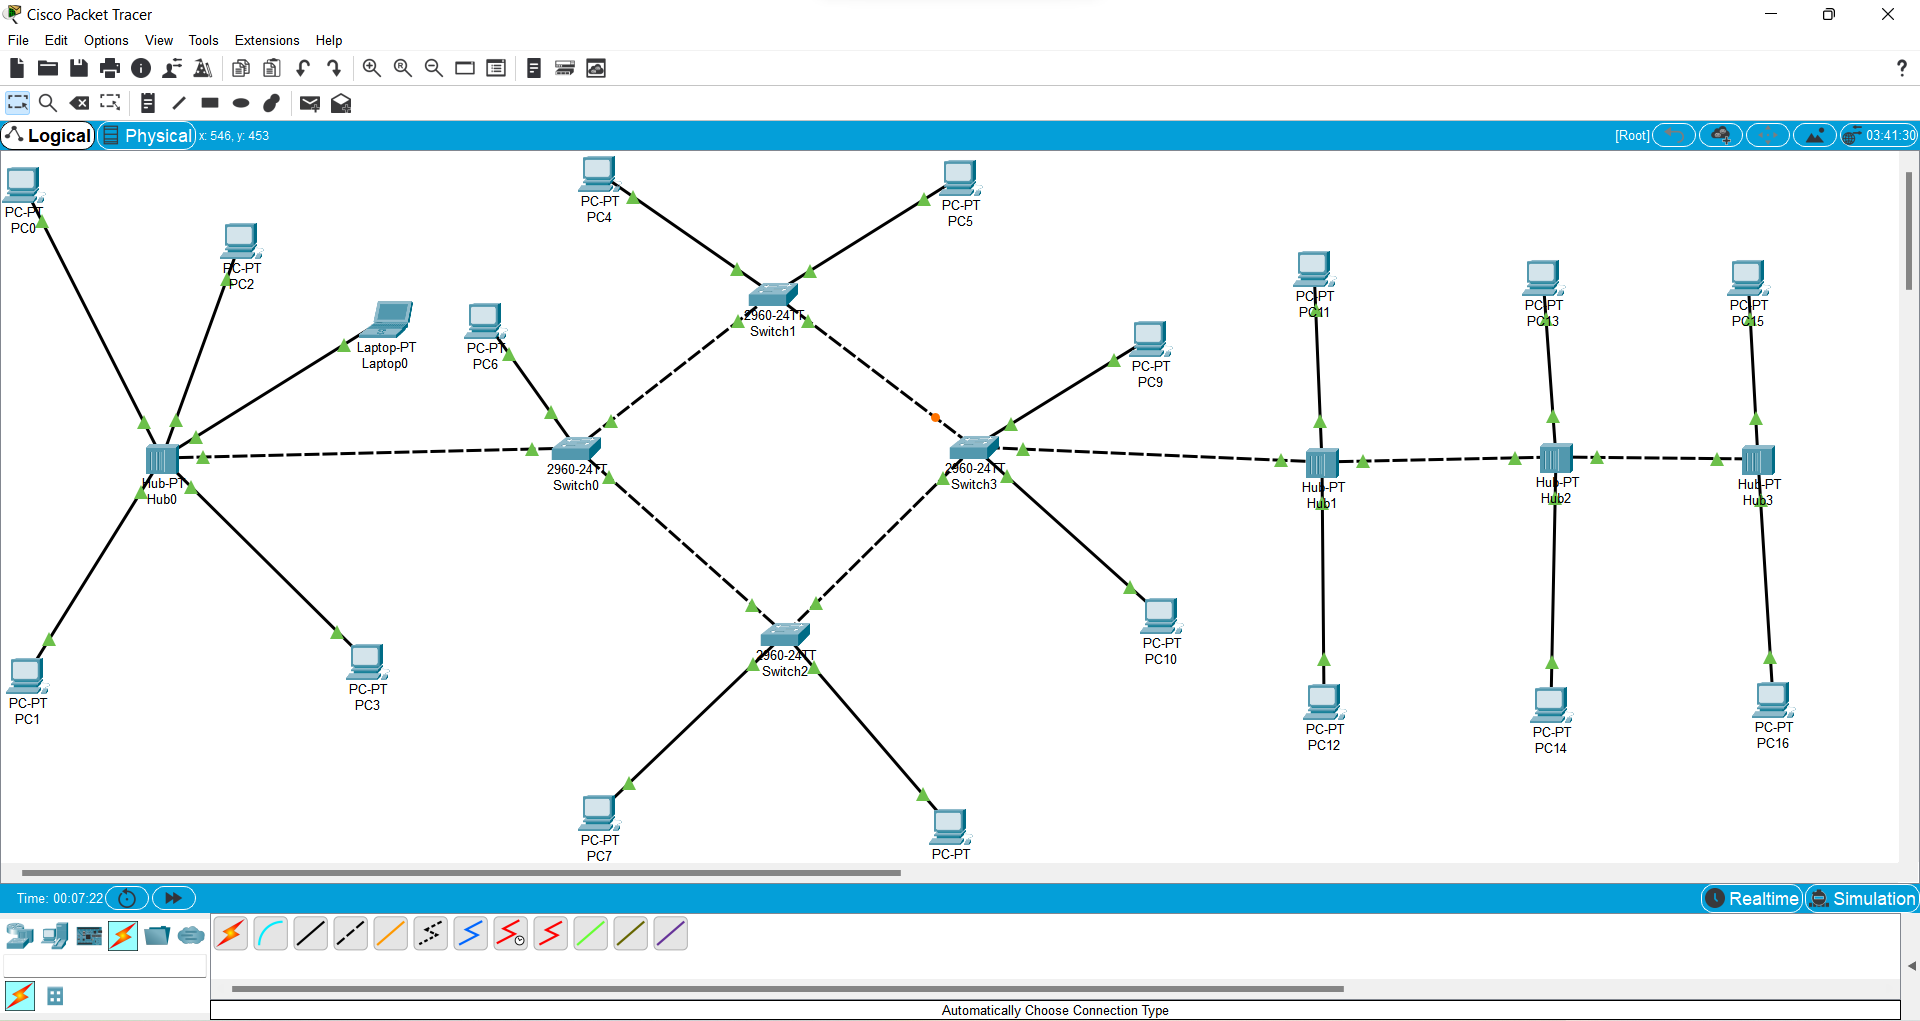 Cisco Packet Tracer
File Edit Options View Tools Extensions Help
Logical Physical x: 546, y: 453 [Root] 03:41:30
PC-PT
PC0
PC-PT
PC2
Laptop-PT
Laptop0
Hub-PT
Hub0
PC-PT
PC1
PC-PT
PC3
PC-PT
PC4
PC-PT
PC5
2960-24TT
Switch1
PC-PT
PC6
2960-24TT
Switch0
PC-PT
PC9
2960-24TT
Switch3
2960-24TT
Switch2
PC-PT
PC10
PC-PT
PC7
PC-PT
PC-PT
PC11
PC-PT
PC13
PC-PT
PC15
Hub-PT
Hub1
Hub-PT
Hub2
Hub-PT
Hub3
PC-PT
PC12
PC-PT
PC14
PC-PT
PC16
Time: 00:07:22 Realtime Simulation
Automatically Choose Connection Type